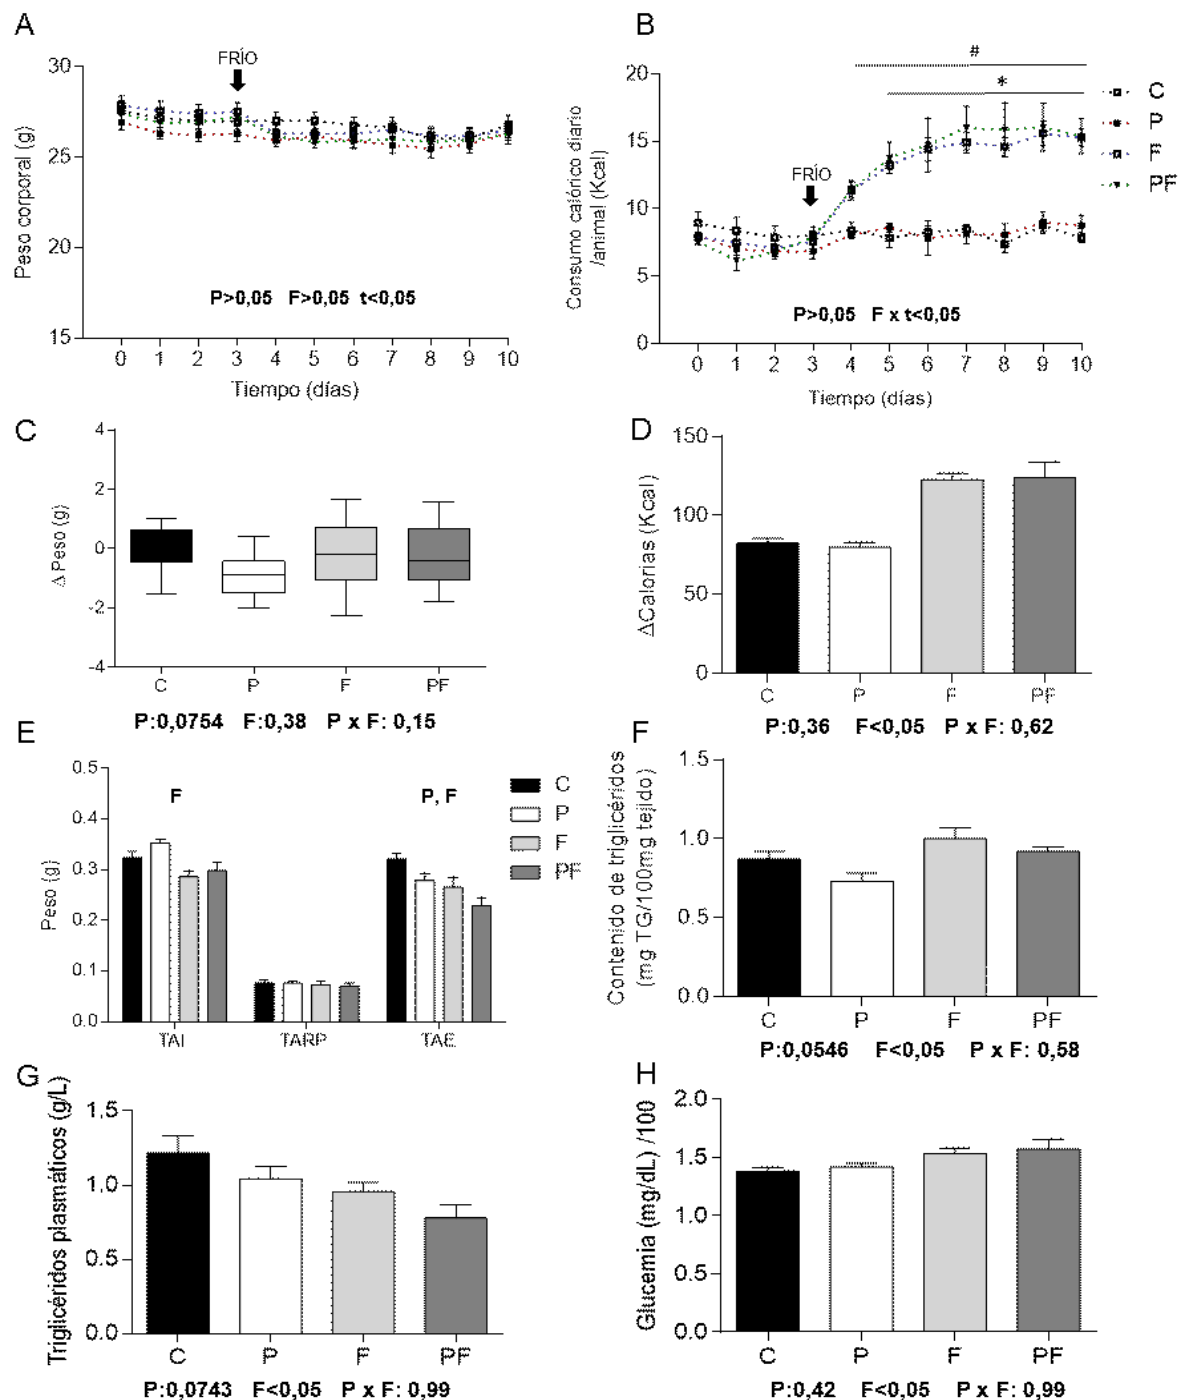 A
FRÍO
30
25
20
15
Peso corporal (g)
P>0,05 F>0,05 t<0,05
0 1 2 3 4 5 6 7 8 9 10
Tiempo (días)
B
#
*
FRÍO
20
15
10
5
0
Consumo calórico diario
/animal (Kcal)
P>0,05 F x t<0,05
0 1 2 3 4 5 6 7 8 9 10
Tiempo (días)
C
P
F
PF
C
4
2
0
-2
-4
Δ Peso (g)
C P F PF
P:0,0754 F:0,38 P x F: 0,15
D
150
100
50
0
ΔCalorías (Kcal)
C P F PF
P:0,36 F<0,05 P x F: 0,62
E
0.5
0.4
0.3
0.2
0.1
0.0
Peso (g)
F
P, F
TAI TARP TAE
C
P
F
PF
F
1.5
1.0
0.5
0.0
Contenido de triglicéridos
(mg TG/100mg tejido)
C P F PF
P:0,0546 F<0,05 P x F: 0,58
G
1.5
1.0
0.5
0.0
Triglicéridos plasmáticos (g/L)
C P F PF
P:0,0743 F<0,05 P x F: 0,99
H
2.0
1.5
1.0
0.5
0.0
Glucemia (mg/dL) /100
C P F PF
P:0,42 F<0,05 P x F: 0,99